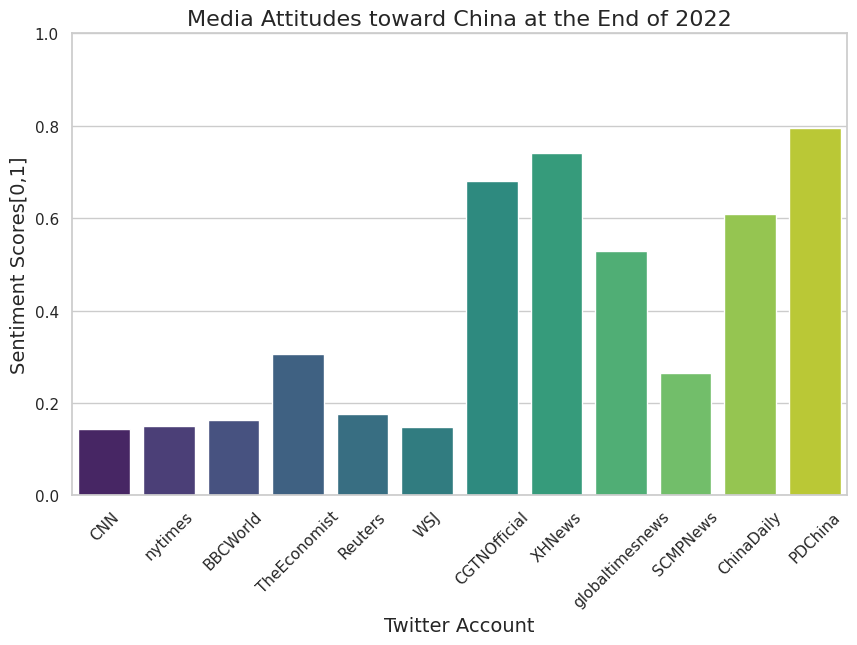 Media Attitudes toward China at the End of 2022
Sentiment Scores[0,1]
1.0
0.8
0.6
0.4
0.2
0.0
CNN
nytimes
BBCWorld
TheEconomist
Reuters
WSJ
CGTNOfficial
XHNews
globaltimesnews
SCMPNews
ChinaDaily
PDChina
Twitter Account